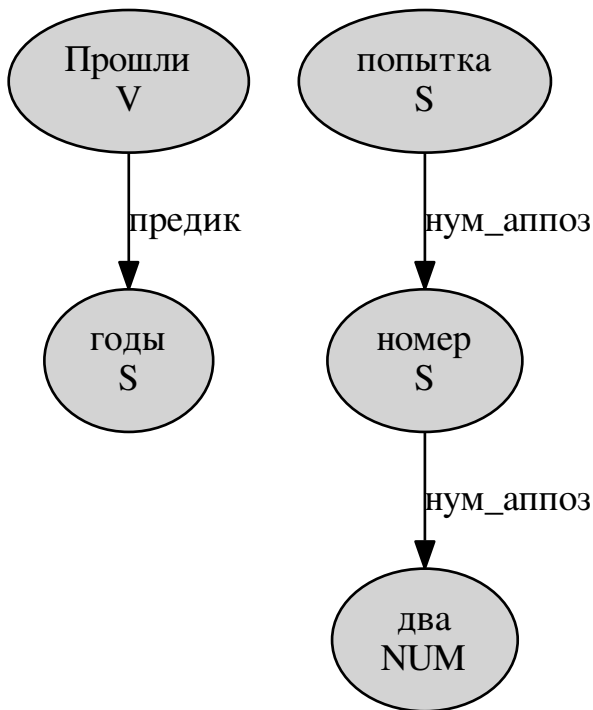 Прошли
V
попытка
S
предик
нум_аппоз
годы
S
номер
S
нум_аппоз
два
NUM